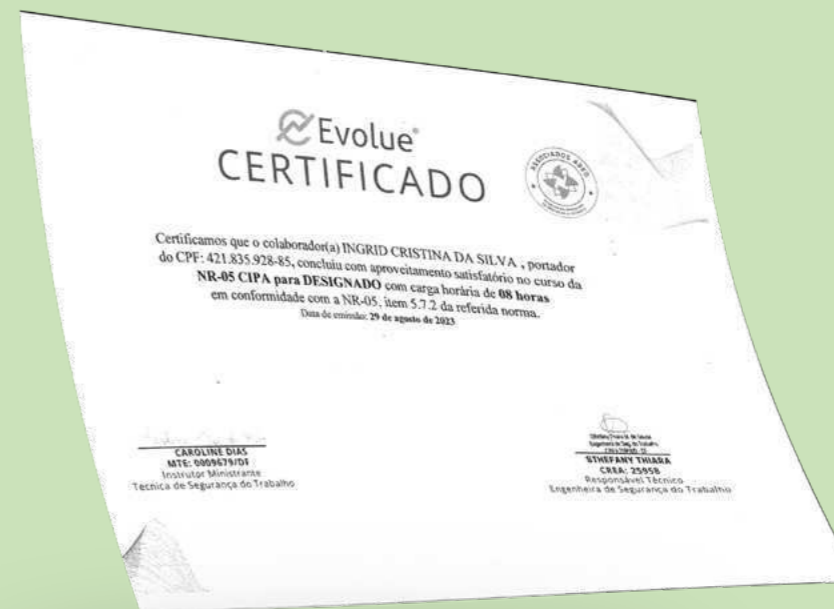 Evolue®
CERTIFICADO
ASSOCIADOS
Certificamos que o colaborador(a) INGRID CRISTINA DA SILVA , portador
do CPF: 421.835.928-85, concluiu com aproveitamento satisfatório no curso da
NR-05 CIPA para DESIGNADO com carga horária de 08 horas
em conformidade com a NR-05, item 5.7.2 da referida norma.
Data de emissão: 29 de agosto de 2023
CAROLINE DIAS
MTE: 0009679/DF
Instrutor Ministrante
Técnica de Segurança do Trabalho
STHEFANY THIARA
CREA: 25958
Responsável Técnico
Engenheira de Segurança do Trabalho